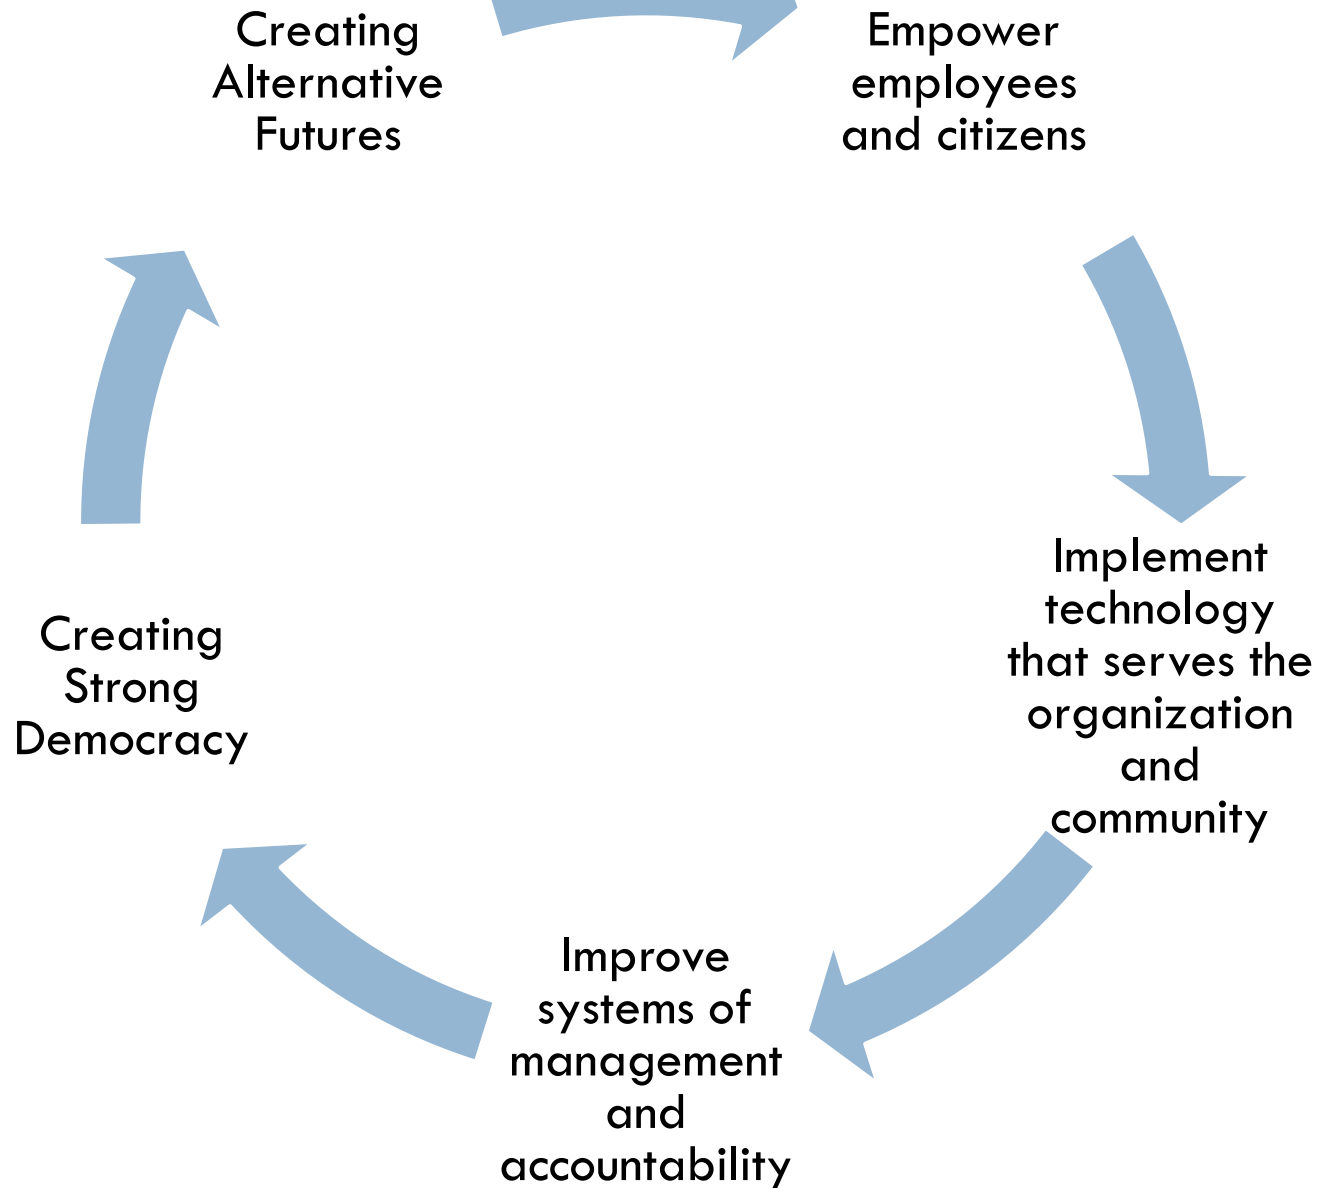 Creating
Alternative
Futures
Empower
employees
and citizens
Implement
technology
that serves the
organization
and
community
Improve
systems of
management
and
accountability
Creating
Strong
Democracy